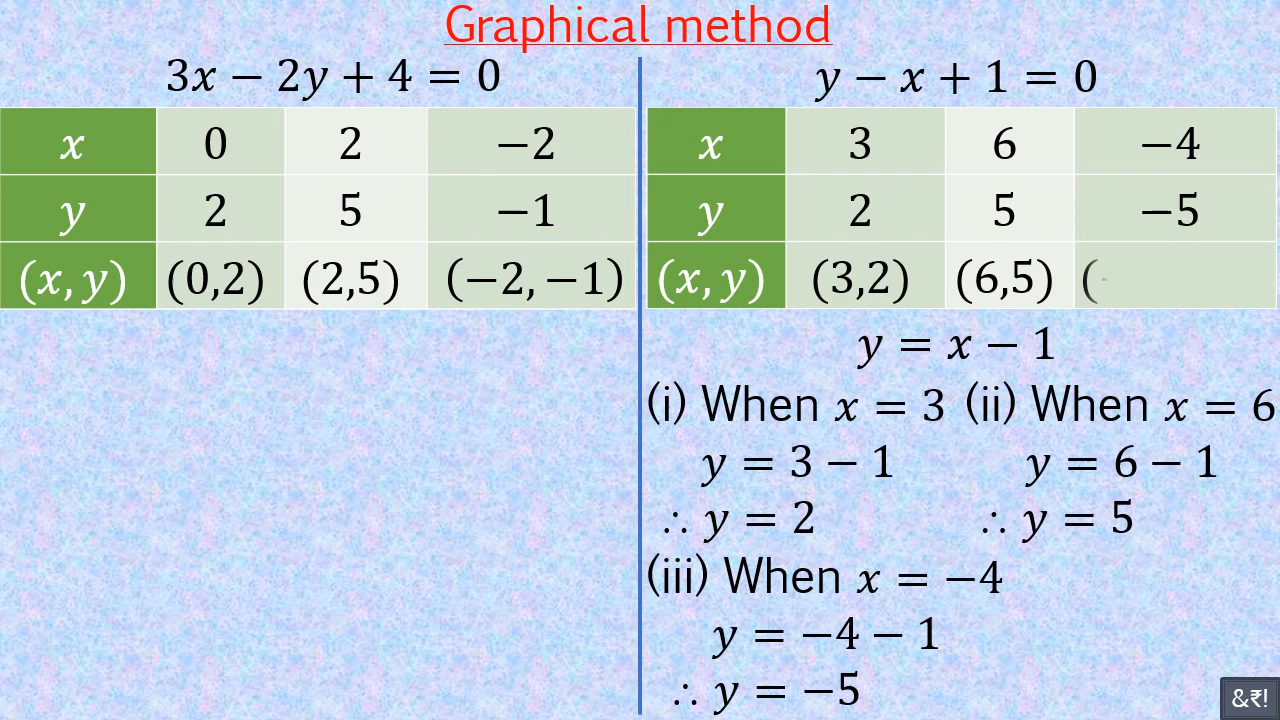 Graphical method
3x − 2y + 4 = 0
x 0 2 −2
y 2 5 −1
(x, y) (0,2) (2,5) (−2, −1)
y − x + 1 = 0
x 3 6 −4
y 2 5 −5
(x, y) (3,2) (6,5) (
y = x − 1
(i) When x = 3 (ii) When x = 6
y = 3 − 1 y = 6 − 1
∴ y = 2 ∴ y = 5
(iii) When x = −4
y = −4 − 1
∴ y = −5
&₹!